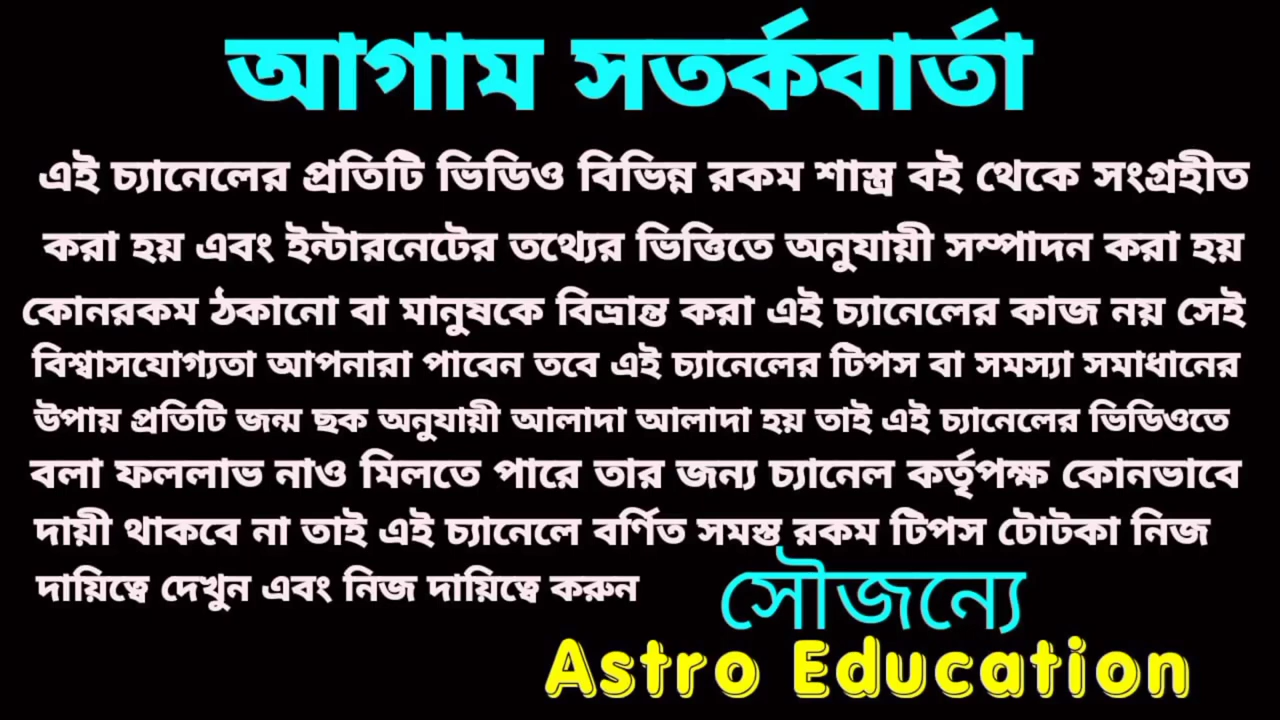 আগাম সতর্কবার্তা
এই চ্যানেলের প্রতিটি ভিডিও বিভিন্ন রকম শাস্ত্র বই থেকে সংগ্রহীত
করা হয় এবং ইন্টারনেটের তথ্যের ভিত্তিতে অনুযায়ী সম্পাদন করা হয়
কোনরকম ঠকানো বা মানুষকে বিভ্রান্ত করা এই চ্যানেলের কাজ নয় সেই
বিশ্বাসযোগ্যতা আপনারা পাবেন তবে এই চ্যানেলের টিপস বা সমস্যা সমাধানের
উপায় প্রতিটি জন্ম ছক অনুযায়ী আলাদা আলাদা হয় তাই এই চ্যানেলের ভিডিওতে
বলা ফললাভ নাও মিলতে পারে তার জন্য চ্যানেল কর্তৃপক্ষ কোনভাবে
দায়ী থাকবে না তাই এই চ্যানেলে বর্ণিত সমস্ত রকম টিপস টোটকা নিজ
দায়িত্বে দেখুন এবং নিজ দায়িত্বে করুন
সৌজন্যে
Astro Education